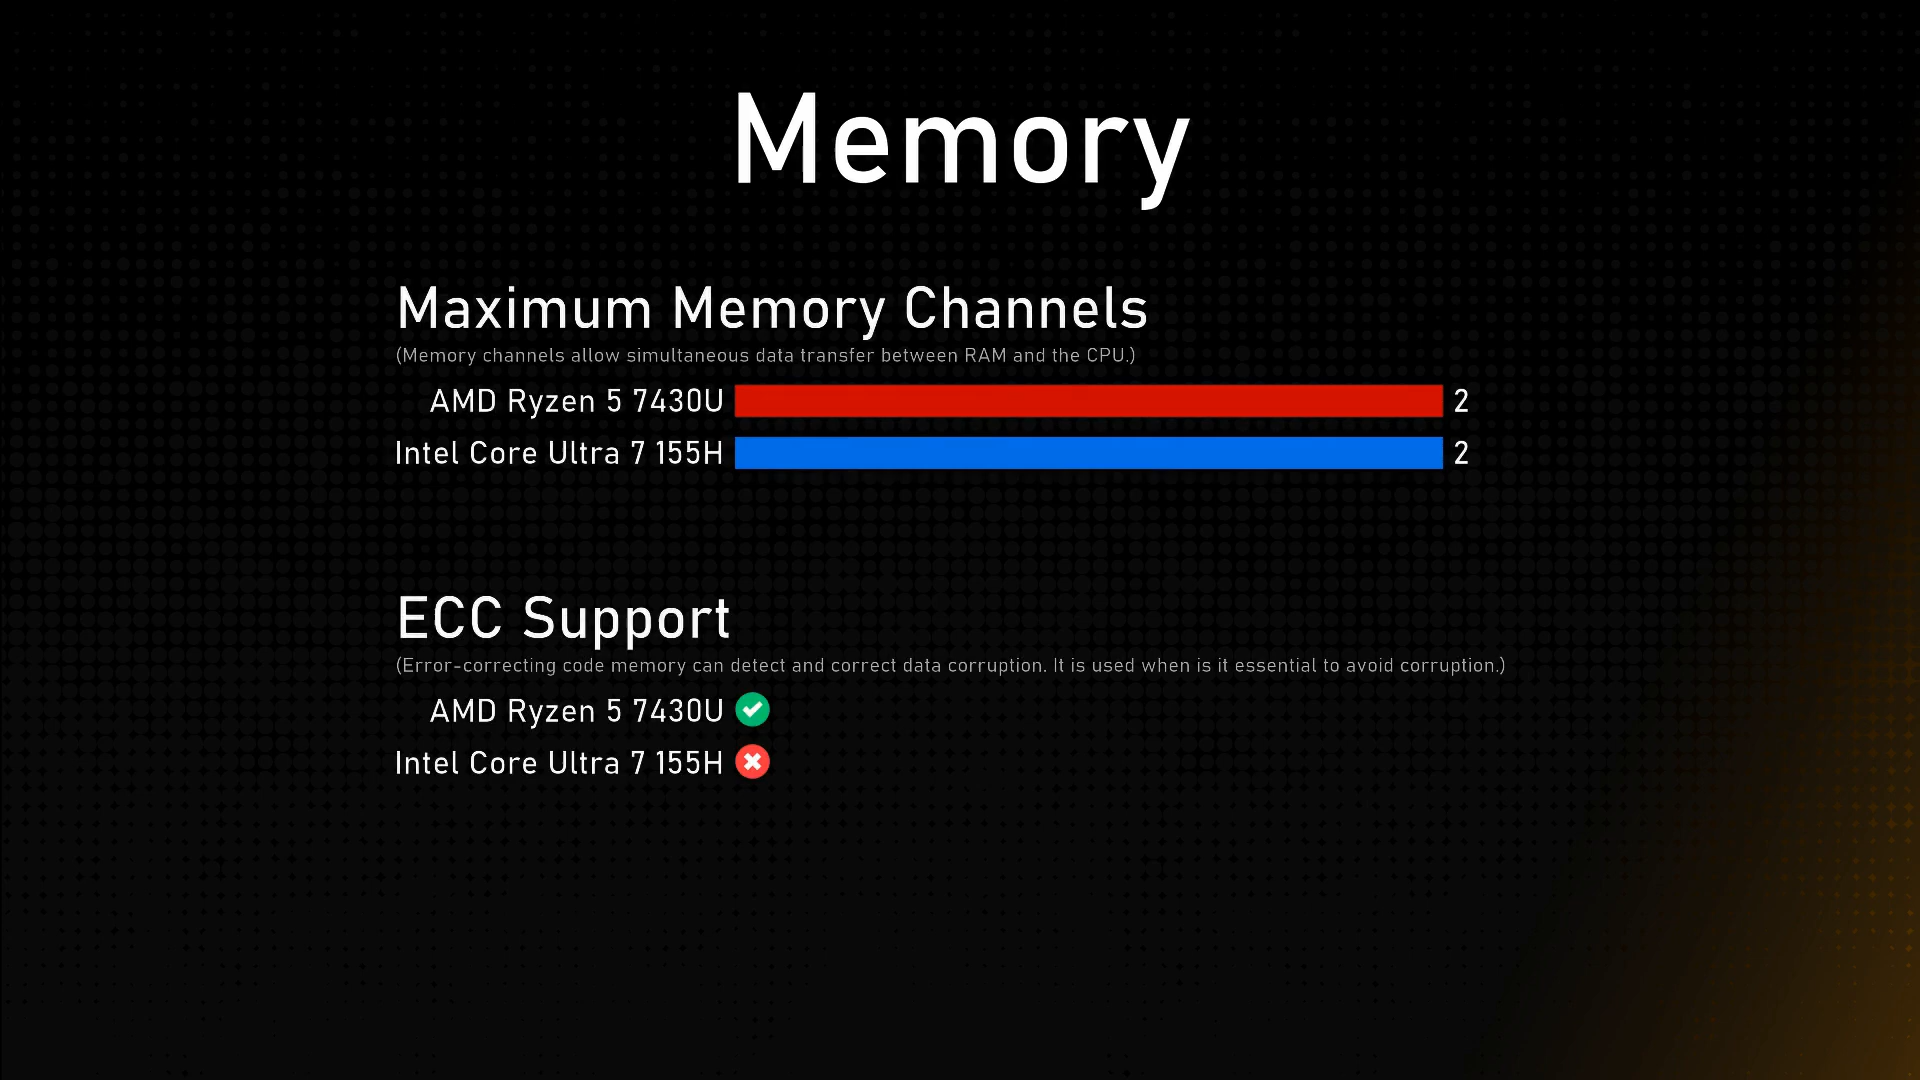 Memory
Maximum Memory Channels
(Memory channels allow simultaneous data transfer between RAM and the CPU.)
AMD Ryzen 5 7430U 2
Intel Core Ultra 7 155H 2
ECC Support
(Error-correcting code memory can detect and correct data corruption. It is used when is it essential to avoid corruption.)
AMD Ryzen 5 7430U
Intel Core Ultra 7 155H